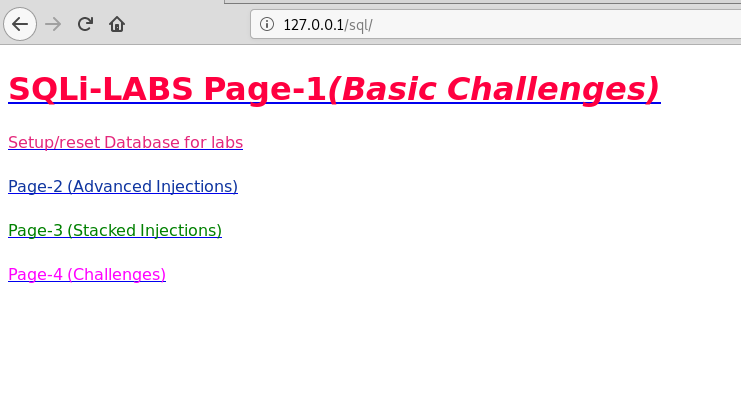 127.0.0.1/sql/
SQLi-LABS Page-1(Basic Challenges)
Setup/reset Database for labs
Page-2 (Advanced Injections)
Page-3 (Stacked Injections)
Page-4 (Challenges)